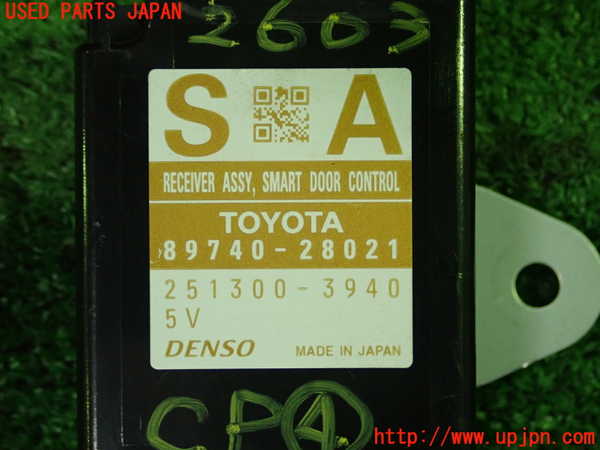 USED PARTS JAPAN
2603
S A
RECEIVER ASSY, SMART DOOR CONTROL
TOYOTA
89740-28021
251300-3940
5V
DENSO MADE IN JAPAN
CPA
http://www.upjpn.com/